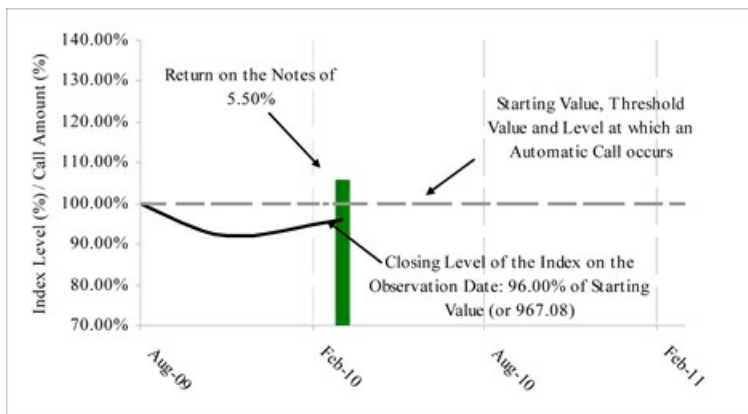 Index Level (%) / Call Amount (%)
140.00%
130.00%
120.00%
110.00%
100.00%
90.00%
80.00%
70.00%
Return on the Notes of
5.50%
Starting Value, Threshold
Value and Level at which an
Automatic Call occurs
Closing Level of the Index on the
Observation Date: 96.00% of Starting
Value (or 967.08)
Aug-09
Feb-10
Aug-10
Feb-11